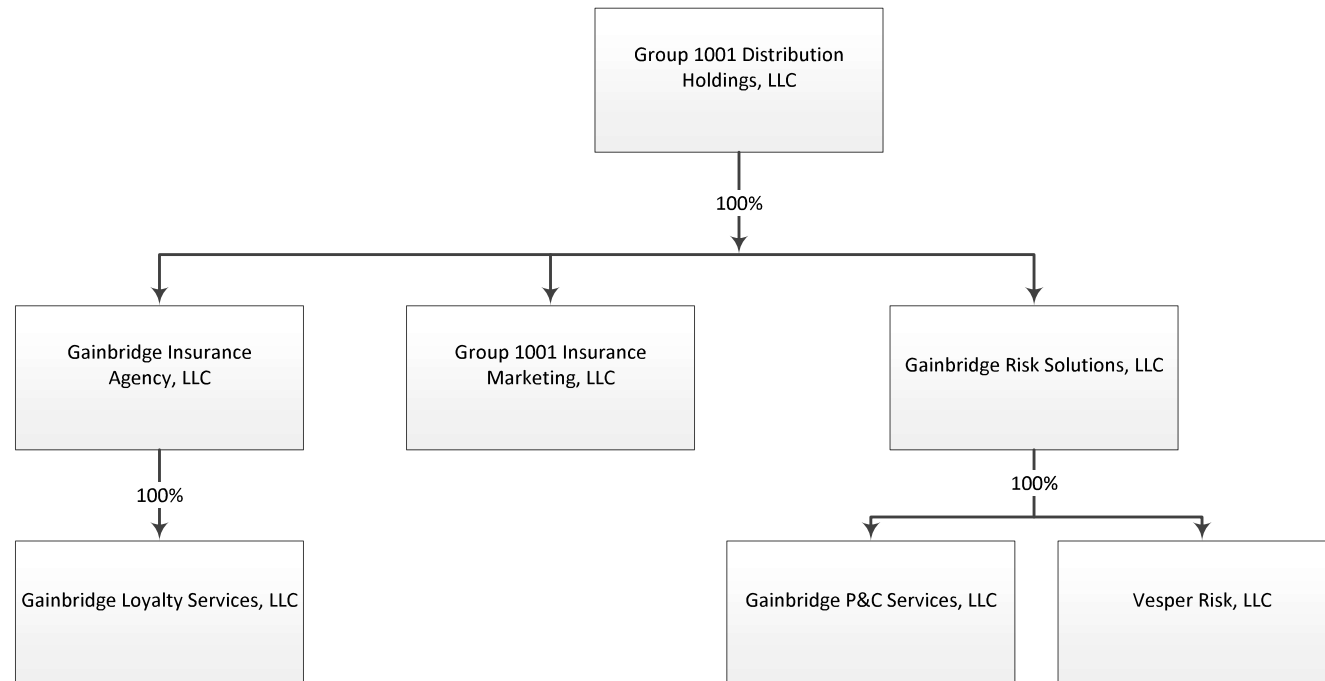 Group 1001 Distribution
Holdings, LLC
100%
Gainbridge Insurance
Agency, LLC
Group 1001 Insurance
Marketing, LLC
Gainbridge Risk Solutions, LLC
100%
100%
Gainbridge Loyalty Services, LLC
Gainbridge P&C Services, LLC
Vesper Risk, LLC